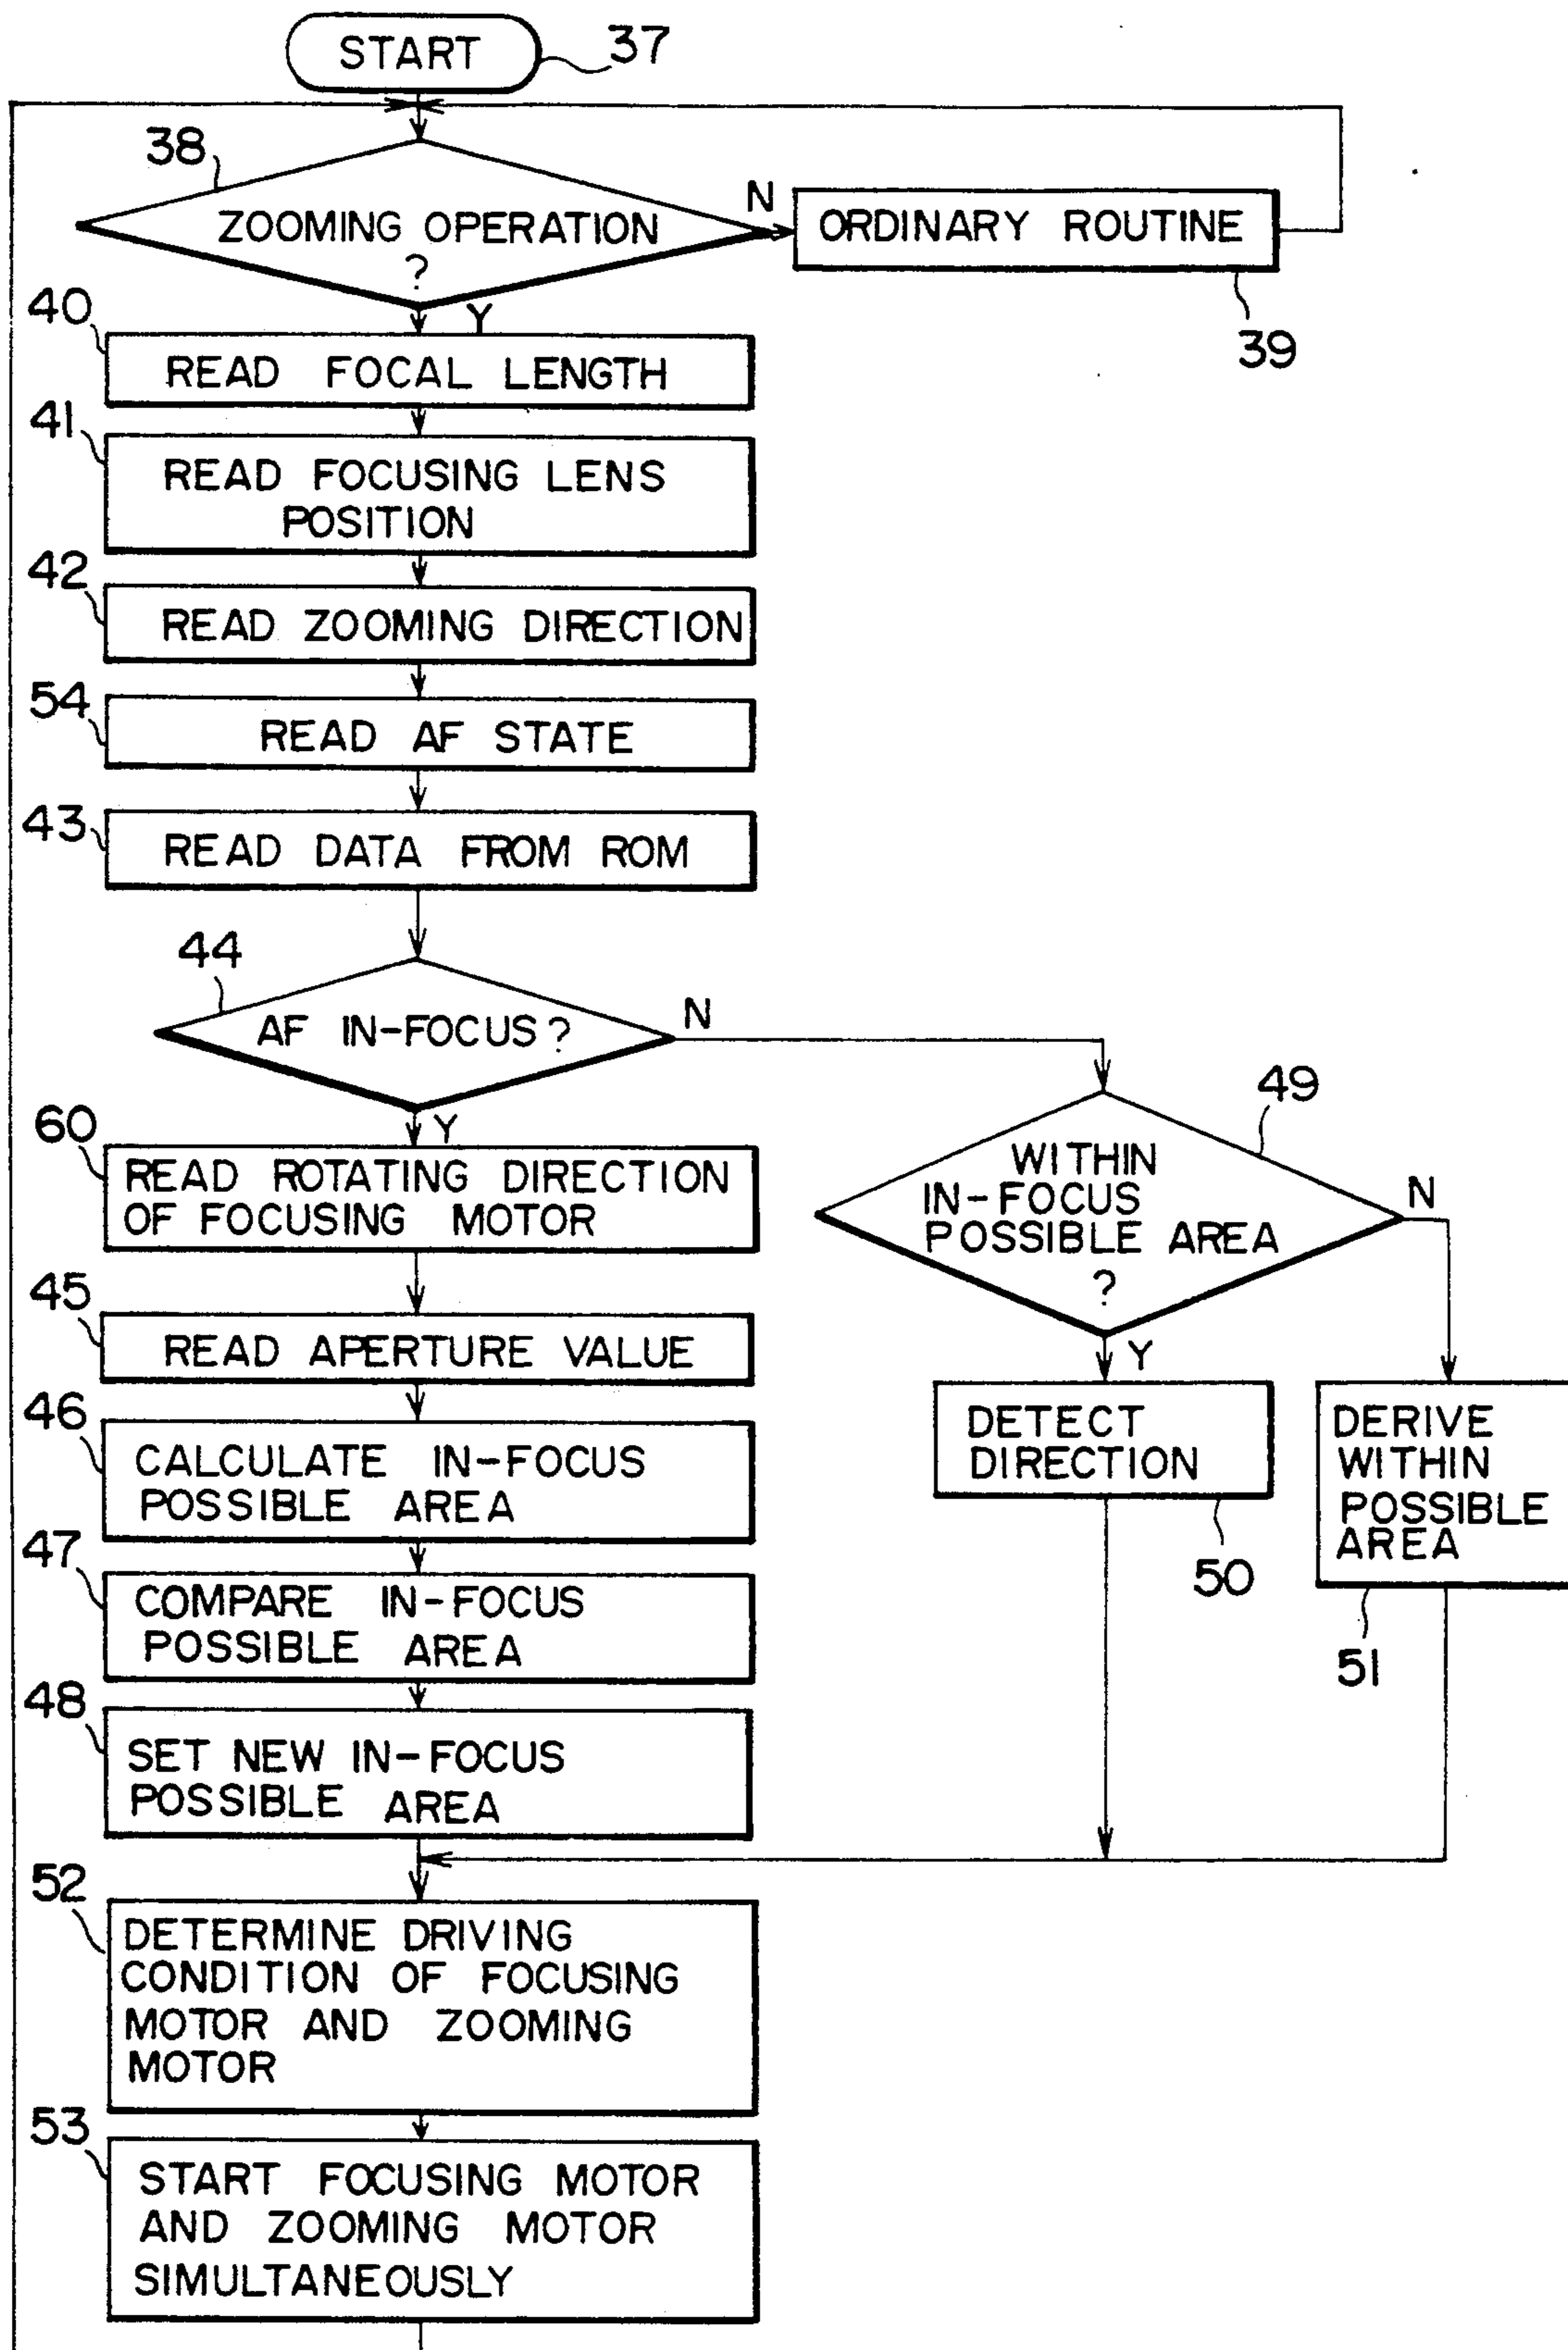 START
37
38
ZOOMING OPERATION
?
N
ORDINARY ROUTINE
39
Y
40
READ FOCAL LENGTH
41
READ FOCUSING LENS
POSITION
42
READ ZOOMING DIRECTION
54
READ AF STATE
43
READ DATA FROM ROM
44
AF IN-FOCUS?
N
Y
49
WITHIN
IN-FOCUS
POSSIBLE AREA
?
N
Y
60
READ ROTATING DIRECTION
OF FOCUSING MOTOR
45
READ APERTURE VALUE
46
CALCULATE IN-FOCUS
POSSIBLE AREA
DETECT
DIRECTION
50
DERIVE
WITHIN
POSSIBLE
AREA
51
47
COMPARE IN-FOCUS
POSSIBLE AREA
48
SET NEW IN-FOCUS
POSSIBLE AREA
52
DETERMINE DRIVING
CONDITION OF FOCUSING
MOTOR AND ZOOMING
MOTOR
53
START FOCUSING MOTOR
AND ZOOMING MOTOR
SIMULTANEOUSLY